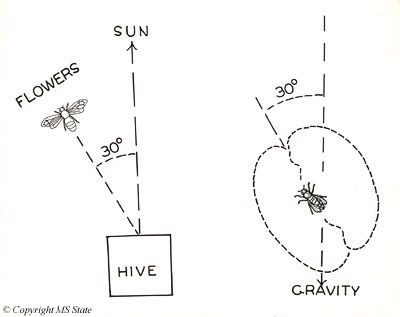 SUN
FLOWERS
30°
HIVE
30°
GRAVITY
© Copyright MS State